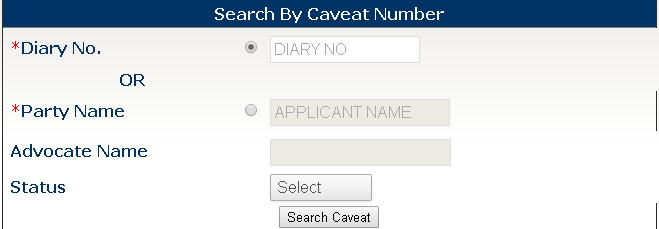 Search By Caveat Number
*Diary No. DIARY NO
OR
*Party Name APPLICANT NAME
Advocate Name
Status Select
Search Caveat